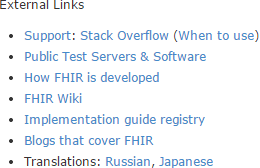 External Links
• Support: Stack Overflow (When to use)
• Public Test Servers & Software
• How FHIR is developed
• FHIR Wiki
• Implementation guide registry
• Blogs that cover FHIR
• Translations: Russian, Japanese